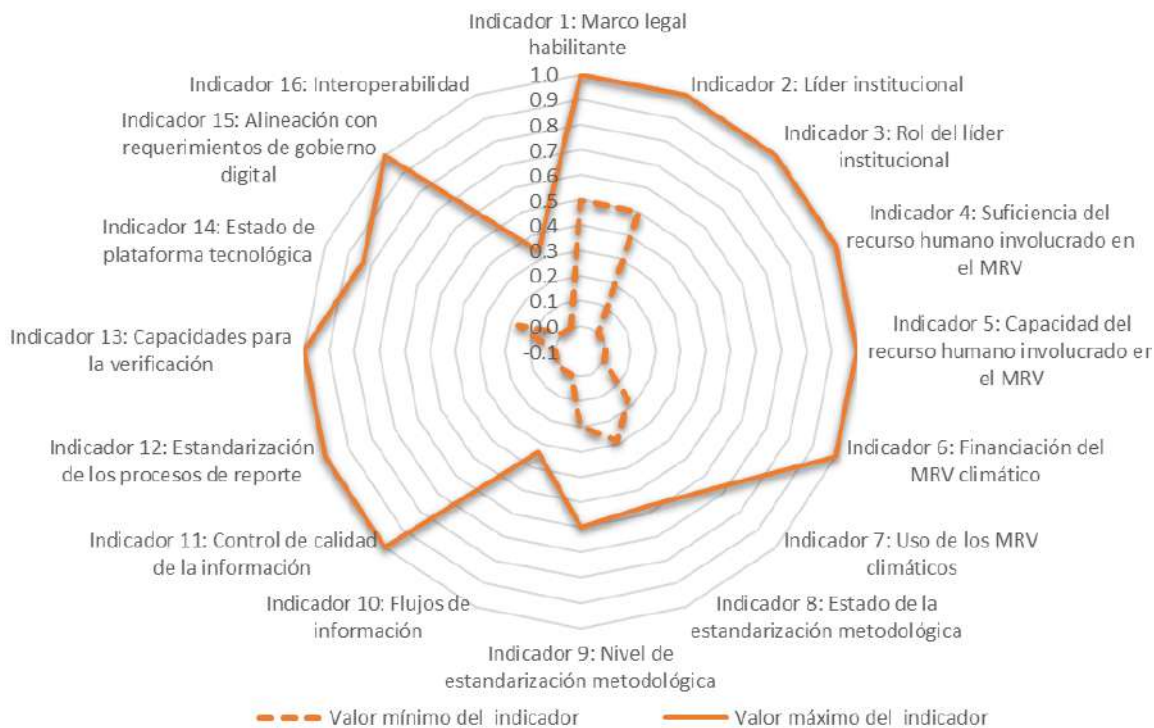 Indicador 1: Marco legal
habilitante
Indicador 2: Líder institucional
Indicador 3: Rol del líder
institucional
Indicador 4: Suficiencia del
recurso humano involucrado en
el MRV
Indicador 5: Capacidad del
recurso humano involucrado en
el MRV
Indicador 6: Financiación del
MRV climático
Indicador 7: Uso de los MRV
climáticos
Indicador 8: Estado de la
estandarización metodológica
Indicador 9: Nivel de
estandarización metodológica
Indicador 10: Flujos de
información
Indicador 11: Control de calidad
de la información
Indicador 12: Estandarización
de los procesos de reporte
Indicador 13: Capacidades para
la verificación
Indicador 14: Estado de
plataforma tecnológica
Indicador 15: Alineación con
requerimientos de gobierno
digital
Indicador 16: Interoperabilidad
1.0
0.9
0.8
0.7
0.6
0.5
0.4
0.3
0.2
0.1
0.0
-0.1
Valor mínimo del indicador
Valor máximo del indicador